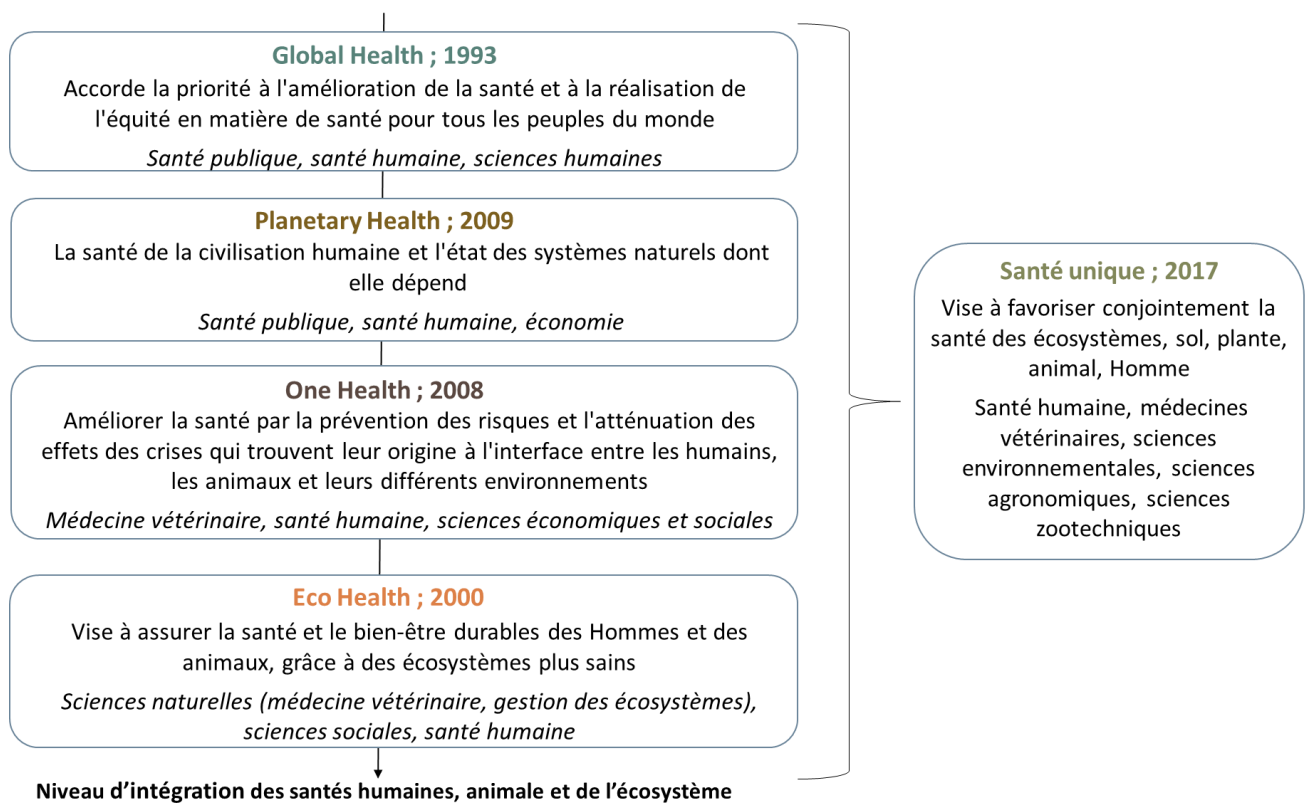 Global Health ; 1993
Accorde la priorité à l'amélioration de la santé et à la réalisation de
l'équité en matière de santé pour tous les peuples du monde
Santé publique, santé humaine, sciences humaines
Planetary Health ; 2009
La santé de la civilisation humaine et l'état des systèmes naturels dont
elle dépend
Santé publique, santé humaine, économie
One Health ; 2008
Améliorer la santé par la prévention des risques et l'atténuation des
effets des crises qui trouvent leur origine à l'interface entre les humains,
les animaux et leurs différents environnements
Médecine vétérinaire, santé humaine, sciences économiques et sociales
Eco Health ; 2000
Vise à assurer la santé et le bien-être durables des Hommes et des
animaux, grâce à des écosystèmes plus sains
Sciences naturelles (médecine vétérinaire, gestion des écosystèmes),
sciences sociales, santé humaine
Niveau d’intégration des santés humaines, animale et de l’écosystème
Santé unique ; 2017
Vise à favoriser conjointement la
santé des écosystèmes, sol, plante,
animal, Homme
Santé humaine, médecines
vétérinaires, sciences
environnementales, sciences
agronomiques, sciences
zootechniques